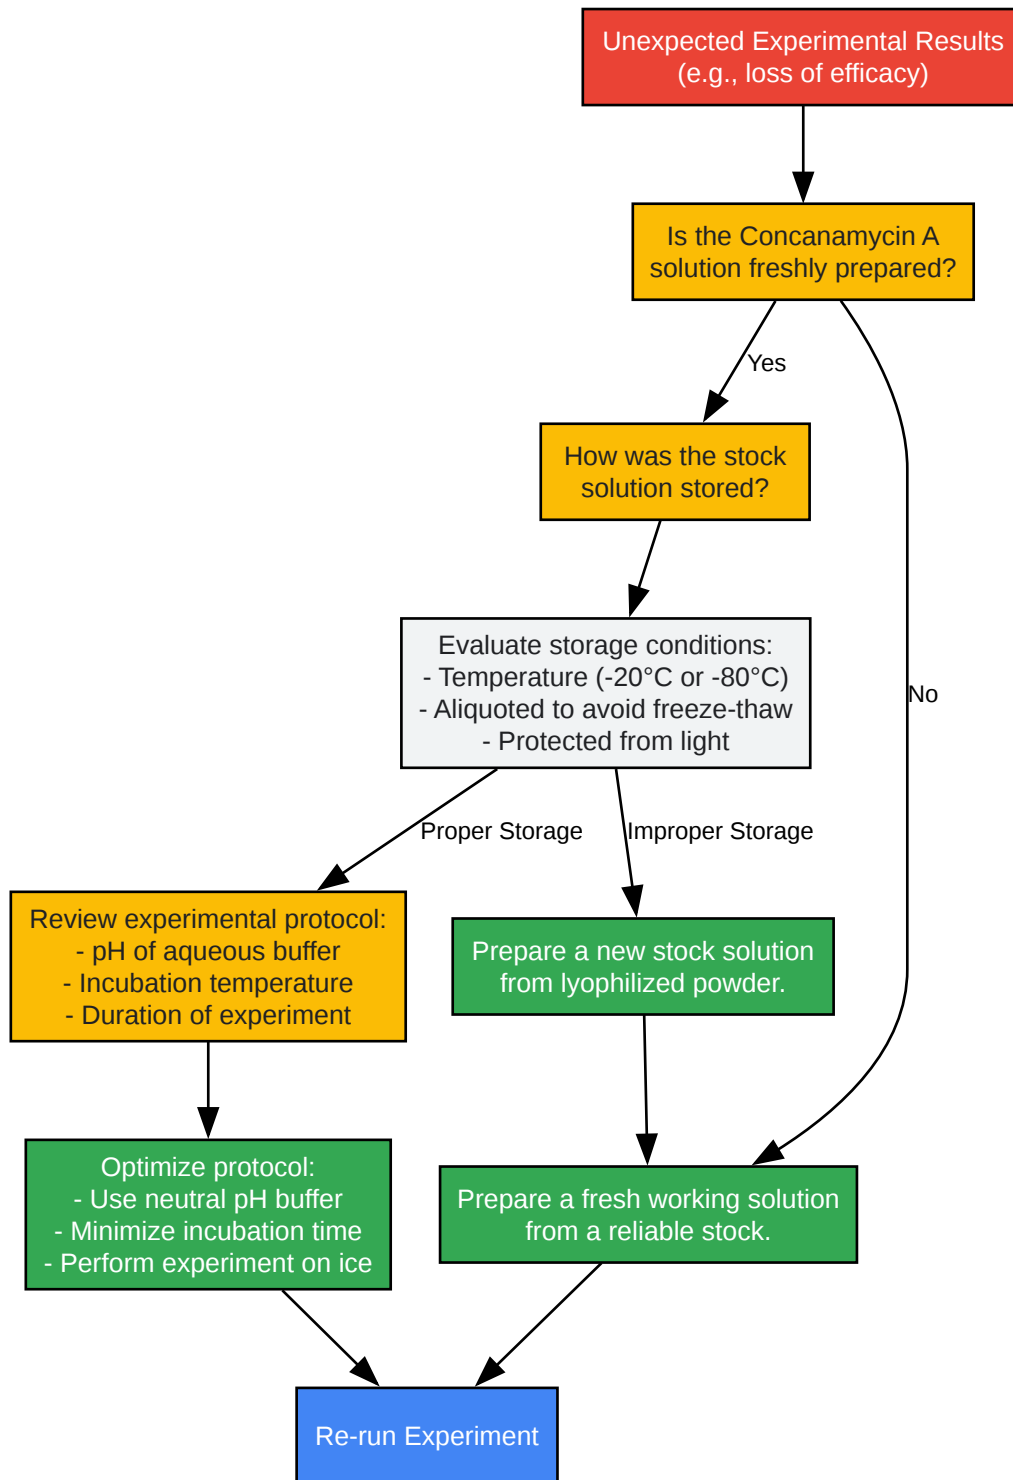 Unexpected Experimental Results
(e.g., loss of efficacy)
Is the Concanamycin A
solution freshly prepared?
Yes
How was the stock
solution stored?
Evaluate storage conditions:
- Temperature (-20°C or -80°C)
- Aliquoted to avoid freeze-thaw
- Protected from light
No
Proper Storage
Improper Storage
Review experimental protocol:
- pH of aqueous buffer
- Incubation temperature
- Duration of experiment
Prepare a new stock solution
from lyophilized powder.
Optimize protocol:
- Use neutral pH buffer
- Minimize incubation time
- Perform experiment on ice
Prepare a fresh working solution
from a reliable stock.
Re-run Experiment